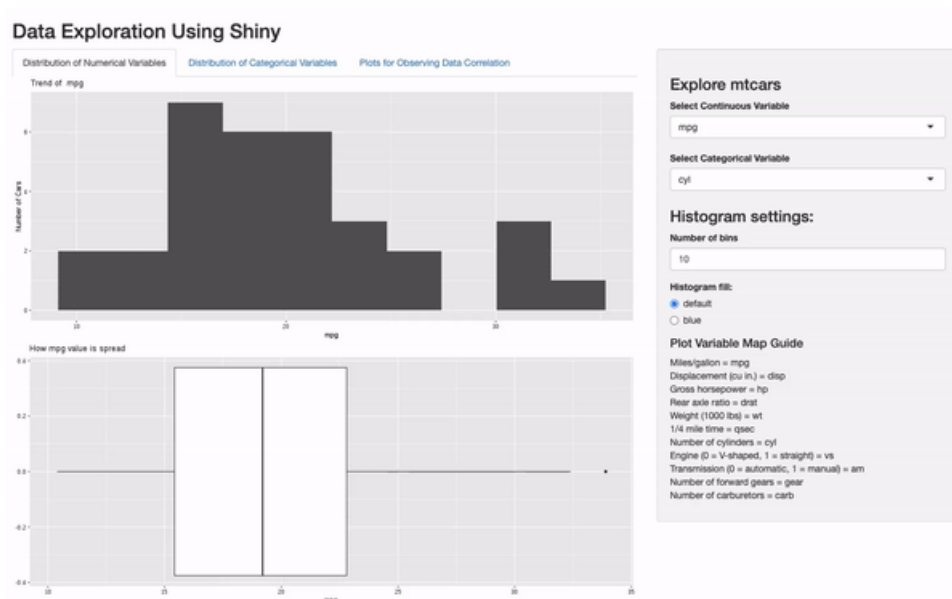 Data Exploration Using Shiny
Distribution of Numerical Variables
Distribution of Categorical Variables
Plots for Observing Data Correlation
Trend of mpg
6
4
2
0
Number of Cars
10
20
30
mpg
How mpg value is spread
0.4
0.2
0.0
-0.2
-0.4
10
15
20
25
30
35
Explore mtcars
Select Continuous Variable
mpg
Select Categorical Variable
cyl
Histogram settings:
Number of bins
10
Histogram fill:
default
blue
Plot Variable Map Guide
Miles/gallon = mpg
Displacement (cu in.) = disp
Gross horsepower = hp
Rear axle ratio = drat
Weight (1000 lbs) = wt
1/4 mile time = qsec
Number of cylinders = cyl
Engine (0 = V-shaped, 1 = straight) = vs
Transmission (0 = automatic, 1 = manual) = am
Number of forward gears = gear
Number of carburetors = carb